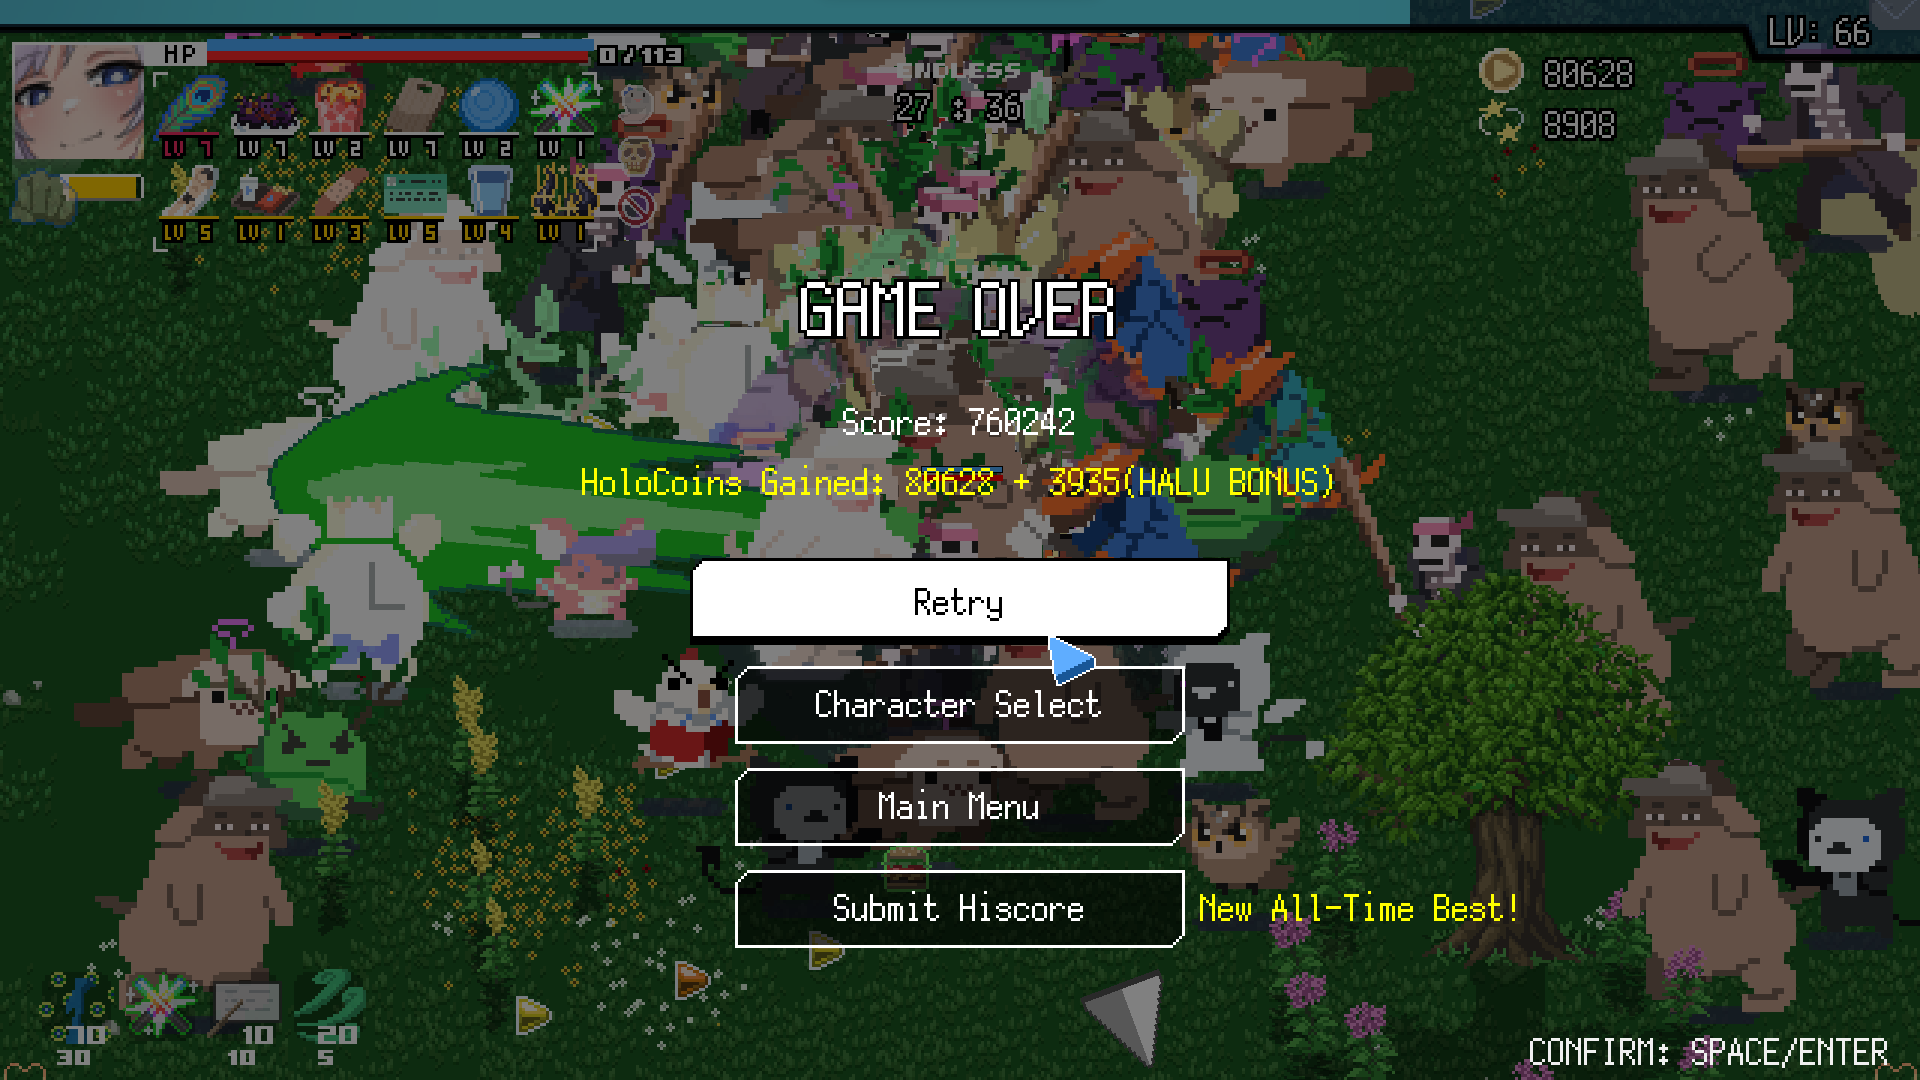 LV: 66
HP
0/113
ENDLESS
27 : 36
80628
8908
LV 7 LV 7 LV 2 LV 7 LV 2 LV 1
LV 5 LV 1 LV 3 LV 5 LV 4 LV 1
GAME OVER
Score: 760242
HoloCoins Gained: 80628 + 3935(HALU BONUS)
Retry
Character Select
Main Menu
Submit Hiscore
New All-Time Best!
10 10 20
30 10 5
CONFIRM: SPACE/ENTER